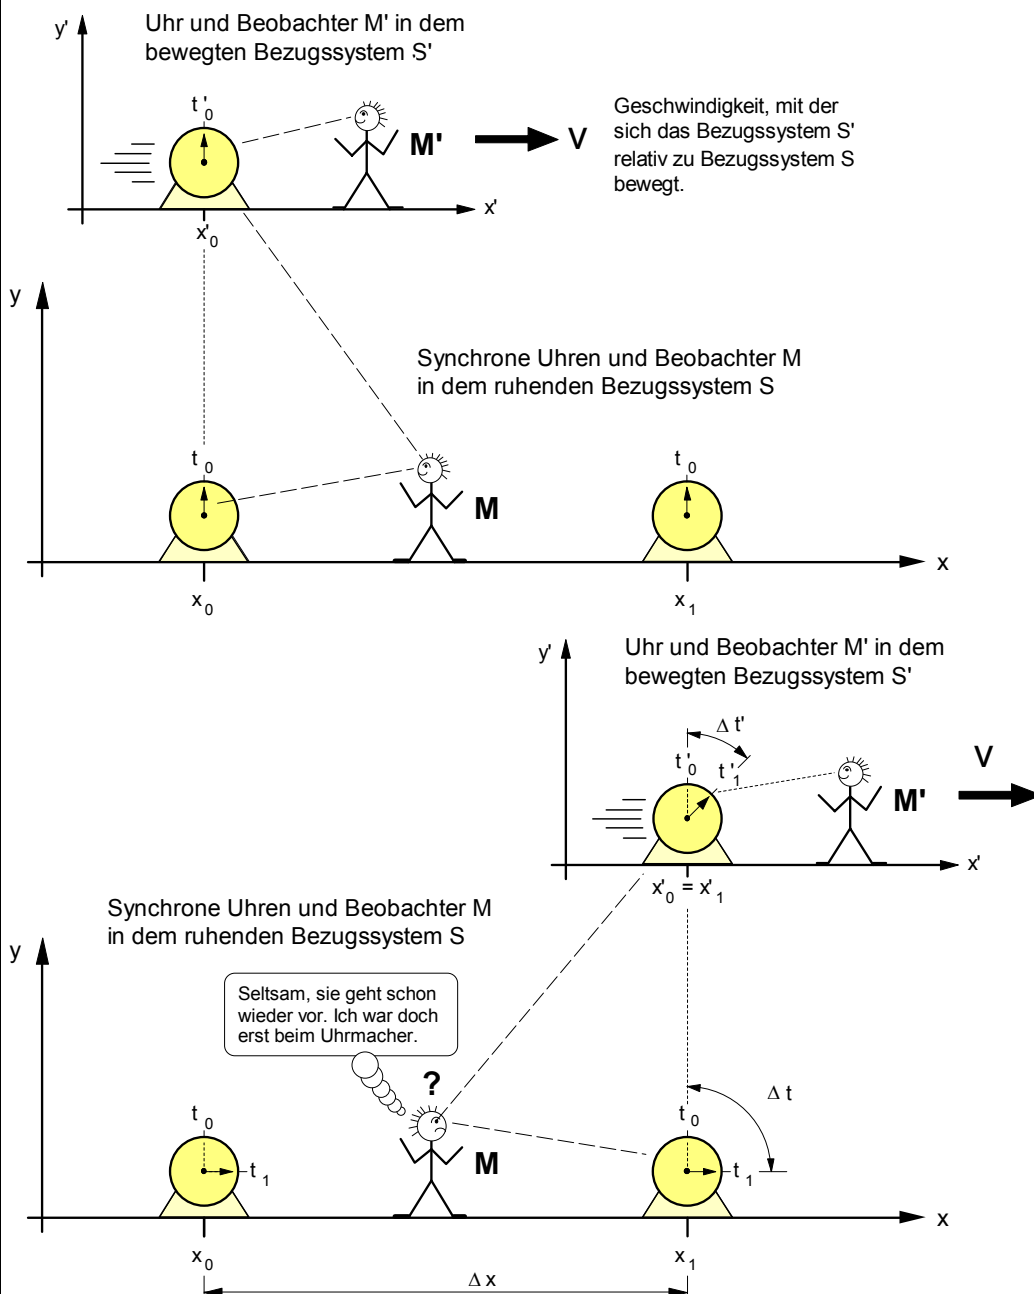 y'
Uhr und Beobachter M' in dem
bewegten Bezugssystem S'
t'0
M'
V
Geschwindigkeit, mit der
sich das Bezugssystem S'
relativ zu Bezugssystem S
bewegt.
x'
x'0
y
Synchrone Uhren und Beobachter M
in dem ruhenden Bezugssystem S
t0
M
t0
x
x0
x1
y'
Uhr und Beobachter M' in dem
bewegten Bezugssystem S'
Δ t'
t'0
t'1
M'
V
x'
x'0 = x'1
Synchrone Uhren und Beobachter M
in dem ruhenden Bezugssystem S
y
Seltsam, sie geht schon
wieder vor. Ich war doch
erst beim Uhrmacher.
?
Δ t
t0
t1
M
t0
t1
x
x0
x1
Δ x